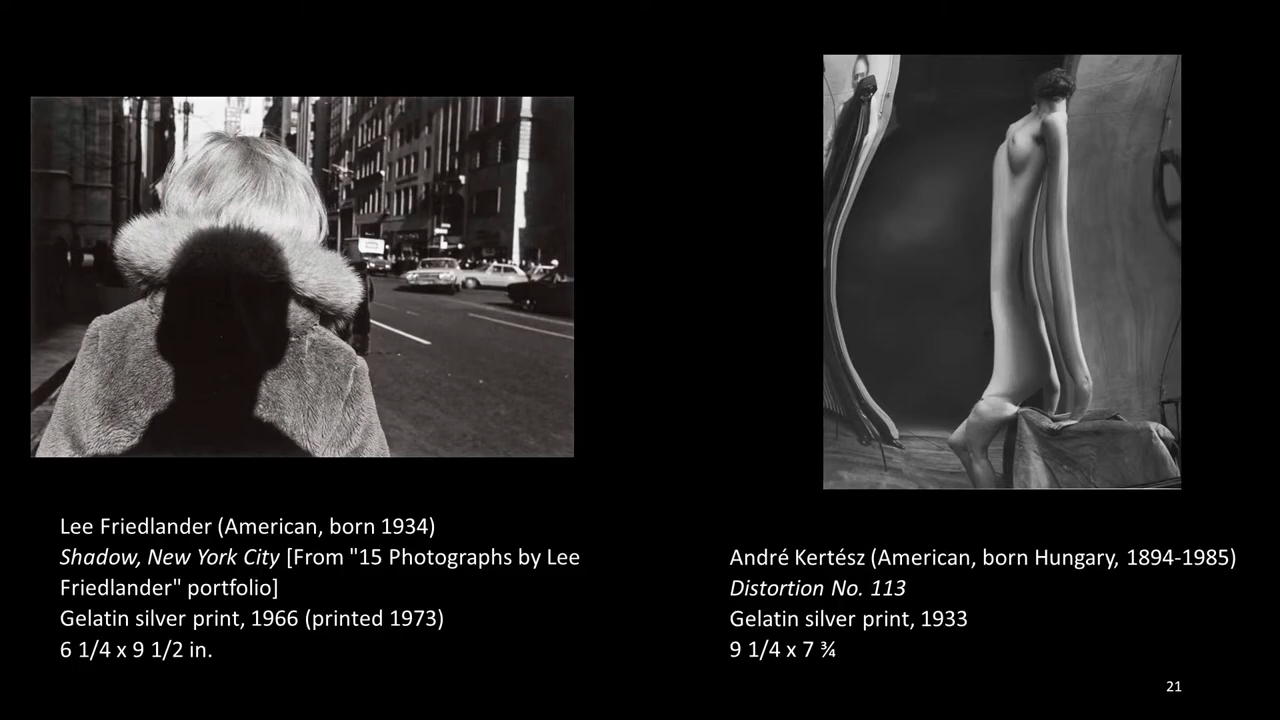 Lee Friedlander (American, born 1934)
Shadow, New York City [From "15 Photographs by Lee
Friedlander" portfolio]
Gelatin silver print, 1966 (printed 1973)
6 1/4 x 9 1/2 in.
André Kertész (American, born Hungary, 1894-1985)
Distortion No. 113
Gelatin silver print, 1933
9 1/4 x 7 ¾
21